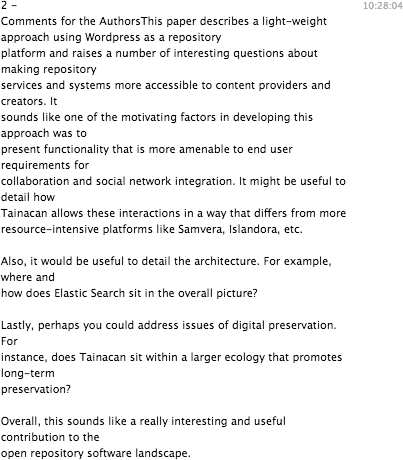 2 -
10:28:04
Comments for the AuthorsThis paper describes a light-weight
approach using Wordpress as a repository
platform and raises a number of interesting questions about
making repository
services and systems more accessible to content providers and
creators. It
sounds like one of the motivating factors in developing this
approach was to
present functionality that is more amenable to end user
requirements for
collaboration and social network integration. It might be useful to
detail how
Tainacan allows these interactions in a way that differs from more
resource-intensive platforms like Samvera, Islandora, etc.
Also, it would be useful to detail the architecture. For example,
where and
how does Elastic Search sit in the overall picture?
Lastly, perhaps you could address issues of digital preservation.
For
instance, does Tainacan sit within a larger ecology that promotes
long-term
preservation?
Overall, this sounds like a really interesting and useful
contribution to the
open repository software landscape.